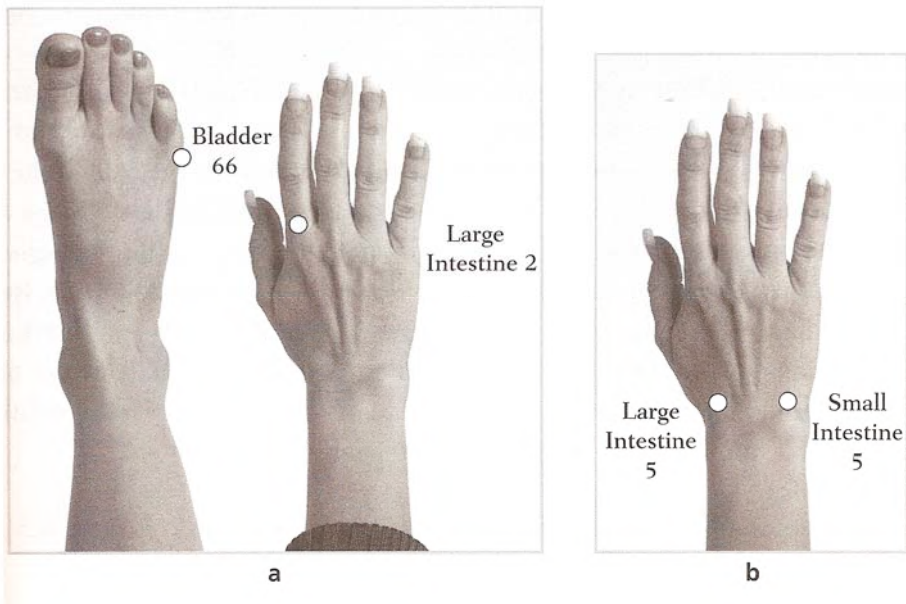 Bladder
66
Large
Intestine 2
a
Large
Intestine
5
Small
Intestine
5
b